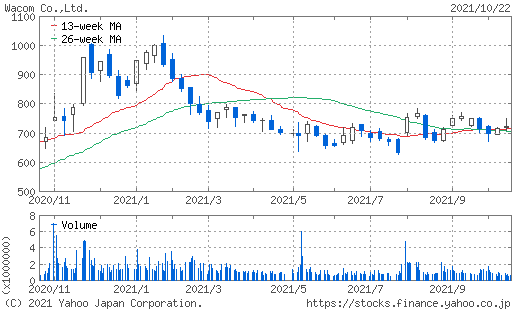 Wacom Co.,Ltd. 2021/10/22
1100
13-week MA
26-week MA
1000
900
800
700
600
500
2020/11 2021/1 2021/3 2021/5 2021/7 2021/9
8
Volume
6
4
2
0
(x1000000)
2020/11 2021/1 2021/3 2021/5 2021/7 2021/9
(C) 2021 Yahoo Japan Corporation. https://stocks.finance.yahoo.co.jp/